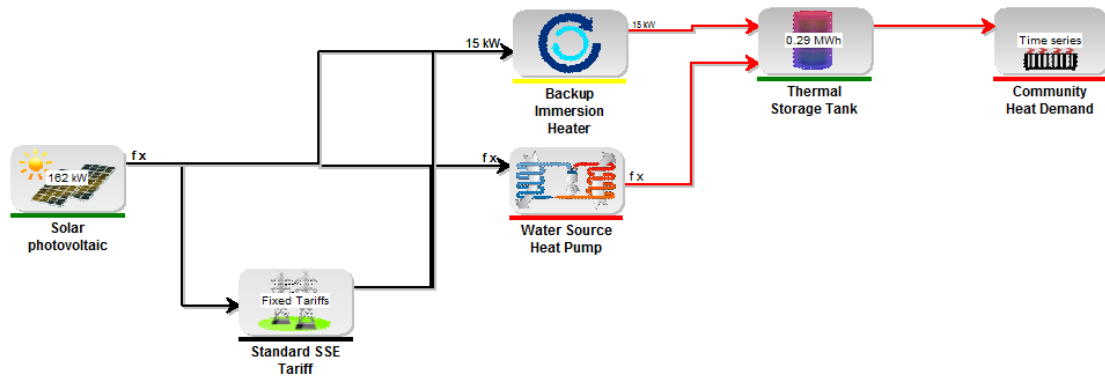 15 kW
15 kW
0.29 MWh
Time series
Backup
Immersion
Heater
Thermal
Storage Tank
Community
Heat Demand
f x
162 kW
Solar
photovoltaic
f x
f x
Water Source
Heat Pump
Fixed Tariffs
Standard SSE
Tariff